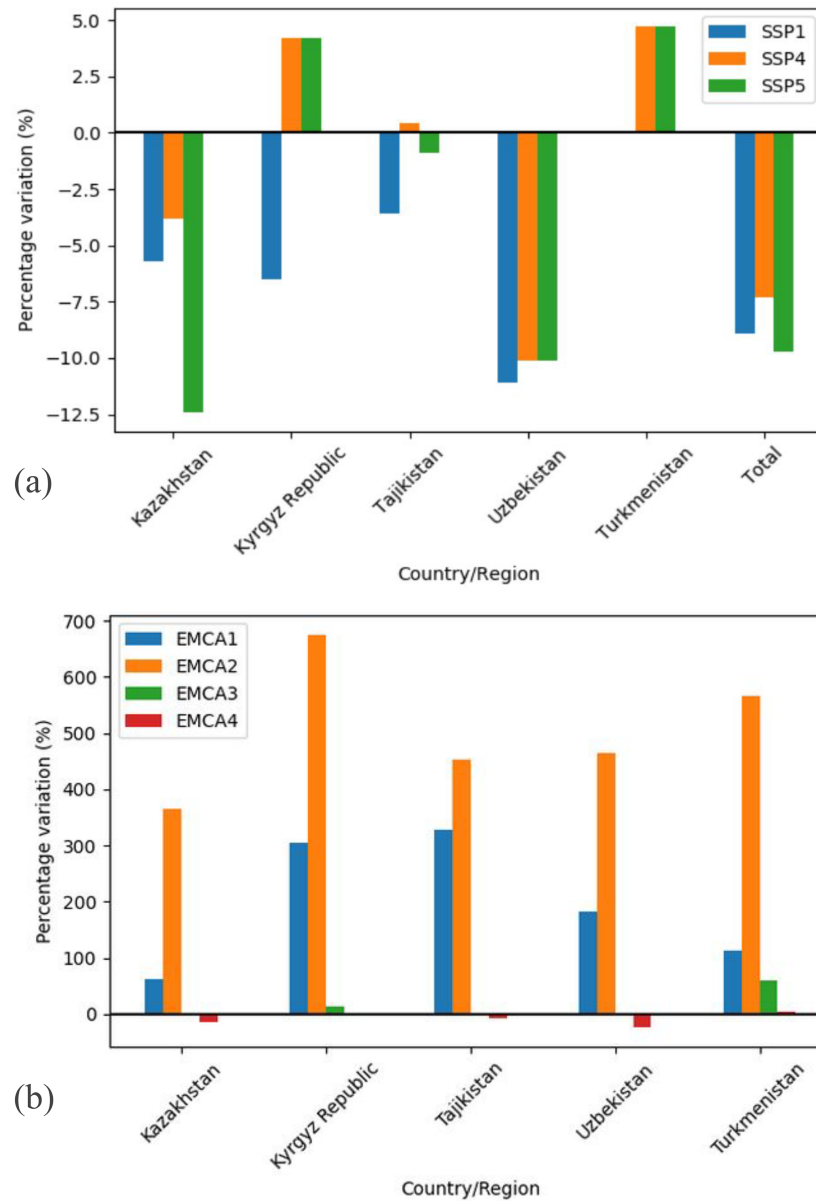 5.0
2.5
0.0
−2.5
−5.0
−7.5
−10.0
−12.5
Percentage variation (%)
SSP1
SSP4
SSP5
Kazakhstan
Kyrgyz Republic
Tajikistan
Uzbekistan
Turkmenistan
Total
Country/Region
(a)
700
600
500
400
300
200
100
0
Percentage variation (%)
EMCA1
EMCA2
EMCA3
EMCA4
Kazakhstan
Kyrgyz Republic
Tajikistan
Uzbekistan
Turkmenistan
Country/Region
(b)